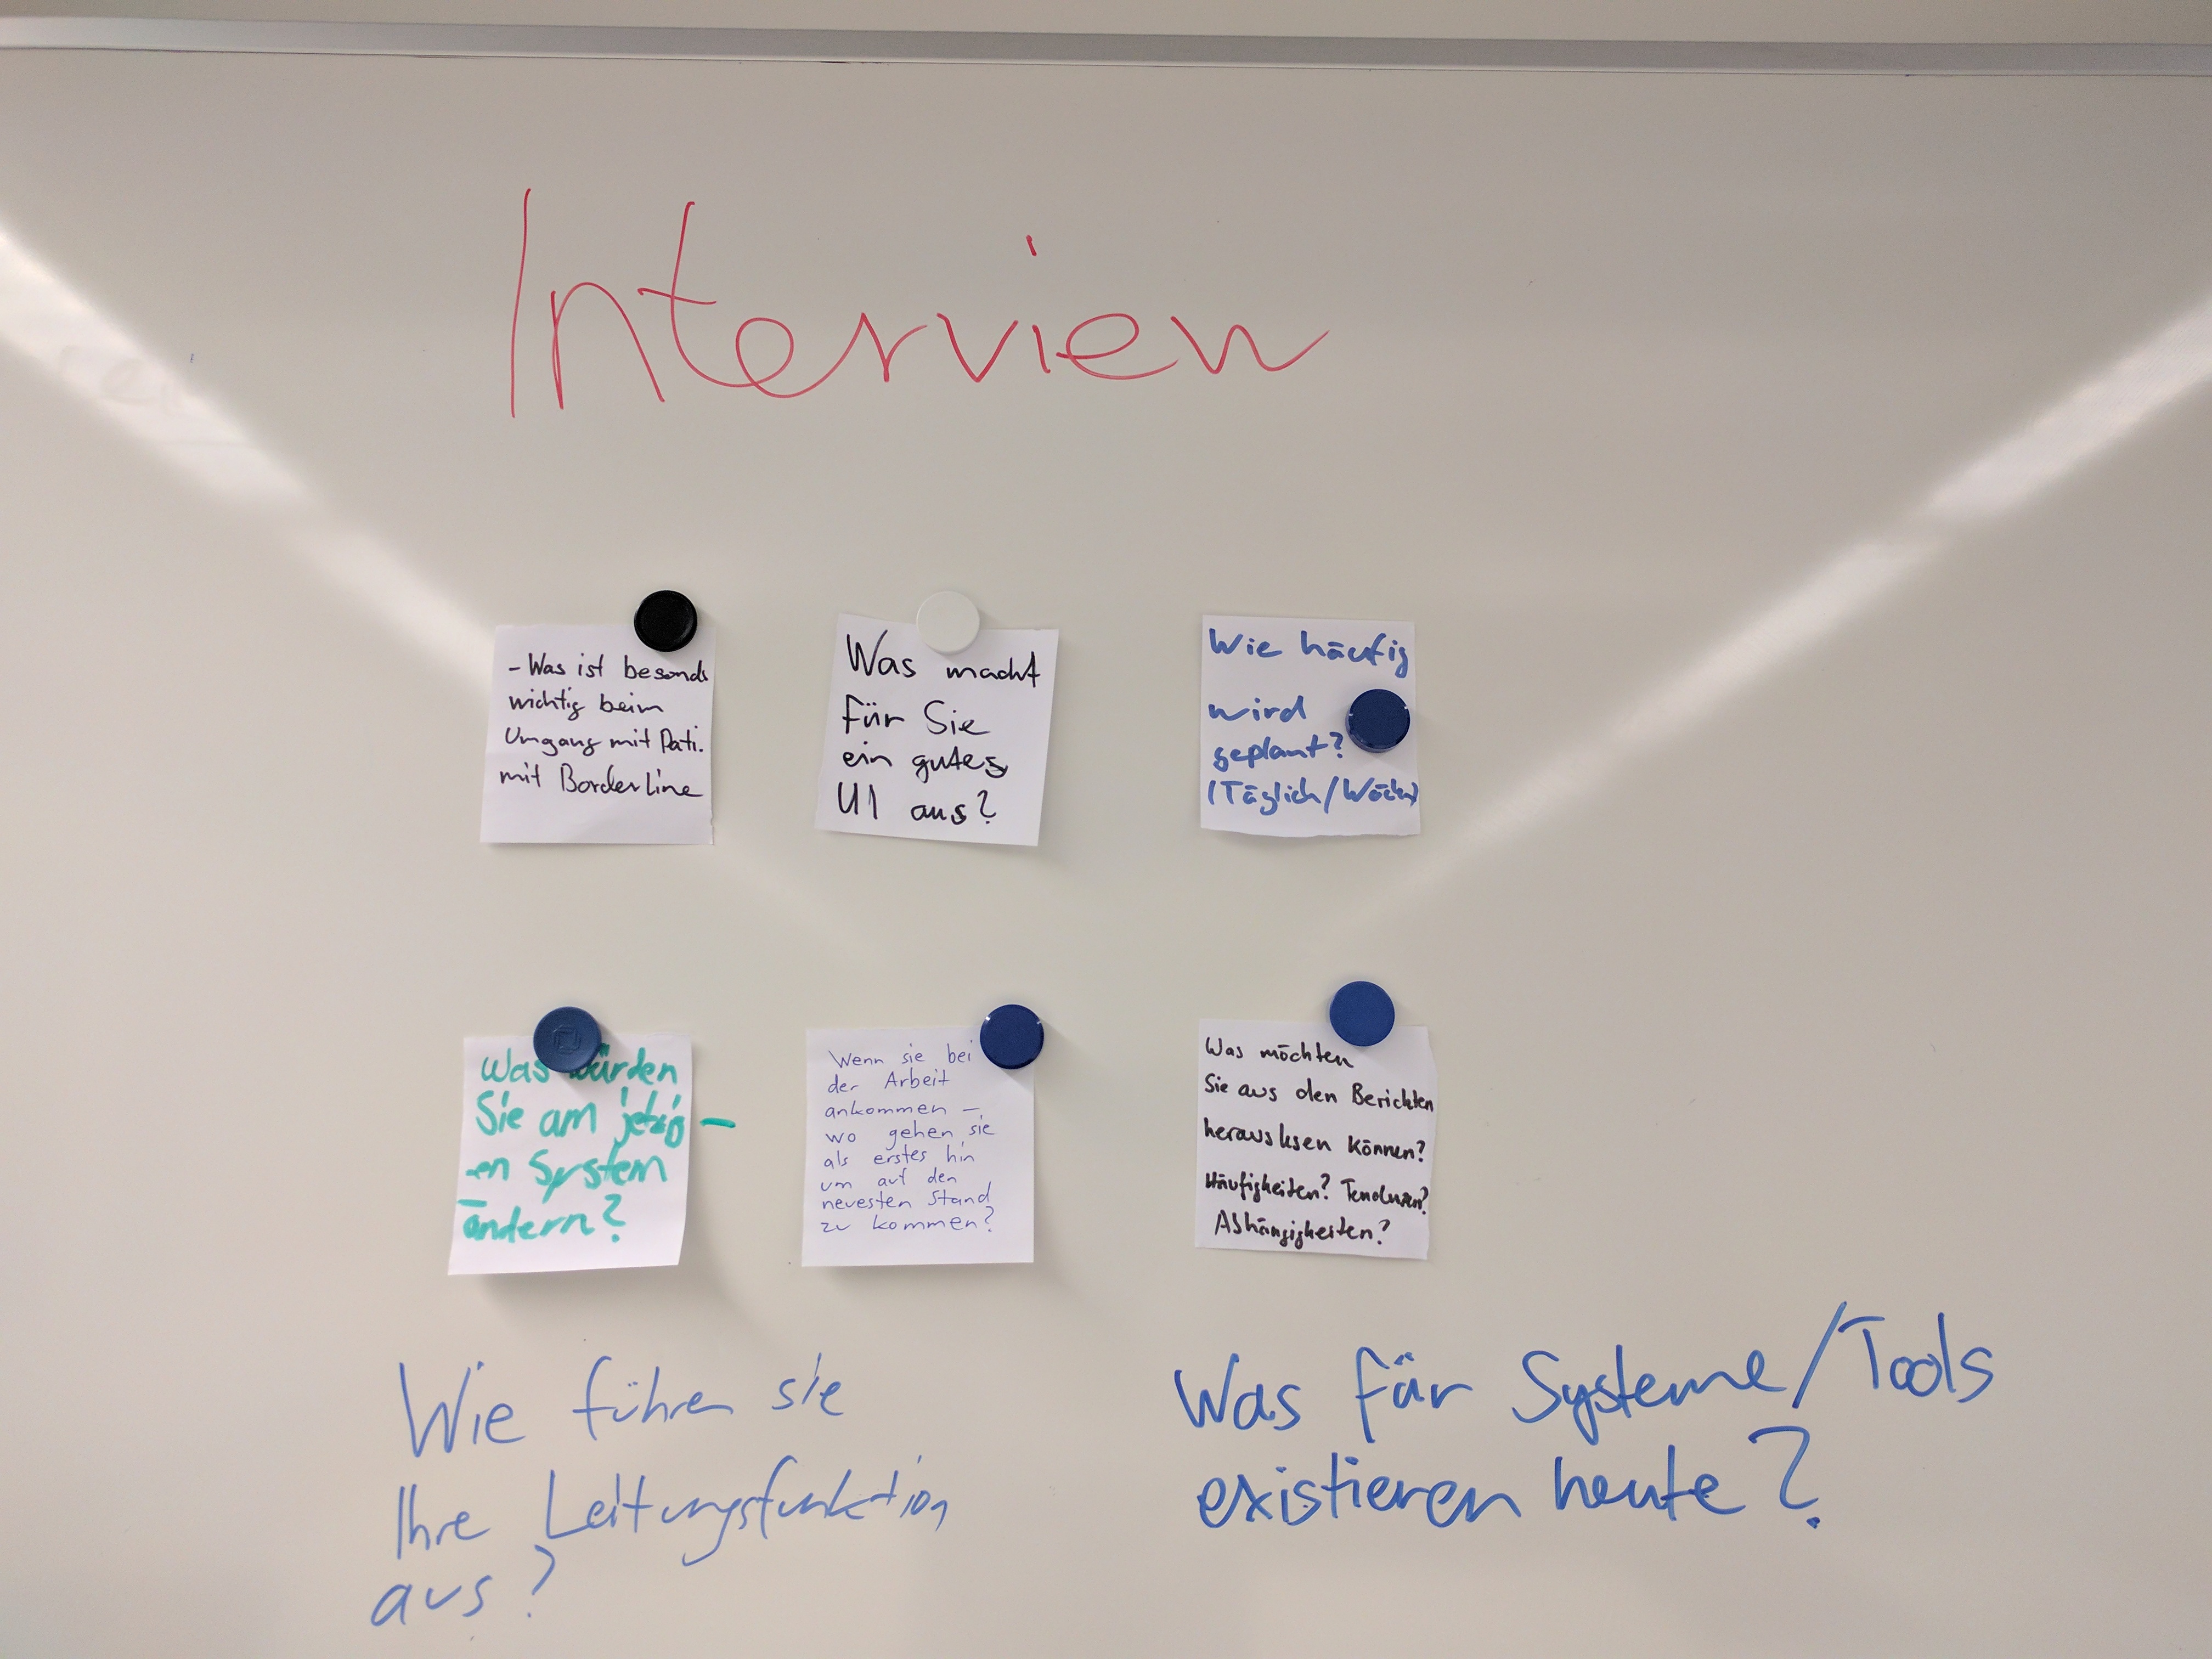 Interview
- Was ist besonds
wichtig beim
Umgang mit Pati.
mit Borderline
Was macht
für Sie
ein gutes
UI aus?
Wie häufig
wird
geplant?
(Täglich/Wöch)
Was würden
Sie am jetzig-
-en System
ändern?
Wenn sie bei
der Arbeit
ankommen –
wo gehen sie
als erstes hin
um auf den
neuesten Stand
zu kommen?
Was möchten
Sie aus den Berichten
herauslesen können?
Häufigkeiten? Tendenzen?
Abhängigkeiten?
Wie führen sie
Ihre Leitungsfunktion
aus?
Was für Systeme/Tools
existieren heute?